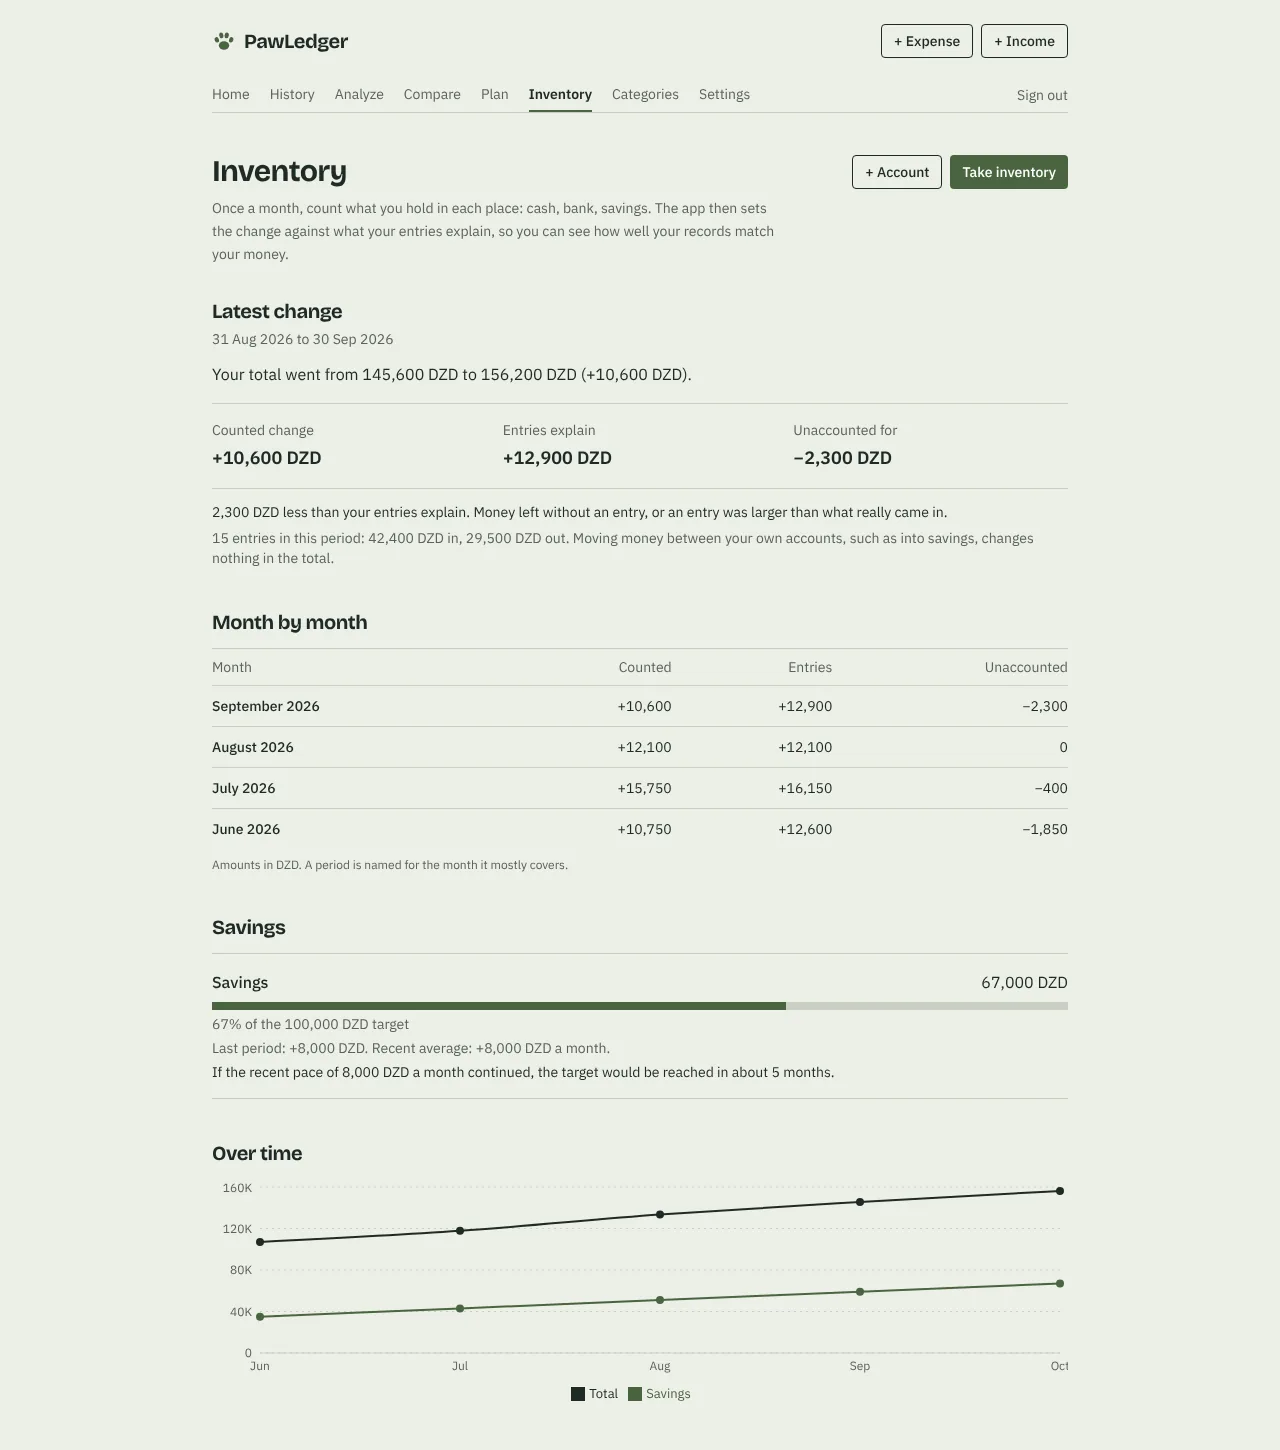 PawLedger
+ Expense
+ Income
Home History Analyze Compare Plan Inventory Categories Settings Sign out
Inventory
+ Account
Take inventory
Once a month, count what you hold in each place: cash, bank, savings. The app then sets
the change against what your entries explain, so you can see how well your records match
your money.
Latest change
31 Aug 2026 to 30 Sep 2026
Your total went from 145,600 DZD to 156,200 DZD (+10,600 DZD).
Counted change Entries explain Unaccounted for
+10,600 DZD +12,900 DZD −2,300 DZD
2,300 DZD less than your entries explain. Money left without an entry, or an entry was larger than what really came in.
15 entries in this period: 42,400 DZD in, 29,500 DZD out. Moving money between your own accounts, such as into savings, changes
nothing in the total.
Month by month
Month Counted Entries Unaccounted
September 2026 +10,600 +12,900 −2,300
August 2026 +12,100 +12,100 0
July 2026 +15,750 +16,150 −400
June 2026 +10,750 +12,600 −1,850
Amounts in DZD. A period is named for the month it mostly covers.
Savings
Savings 67,000 DZD
67% of the 100,000 DZD target
Last period: +8,000 DZD. Recent average: +8,000 DZD a month.
If the recent pace of 8,000 DZD a month continued, the target would be reached in about 5 months.
Over time
160K
120K
80K
40K
0
Jun Jul Aug Sep Oct
Total Savings